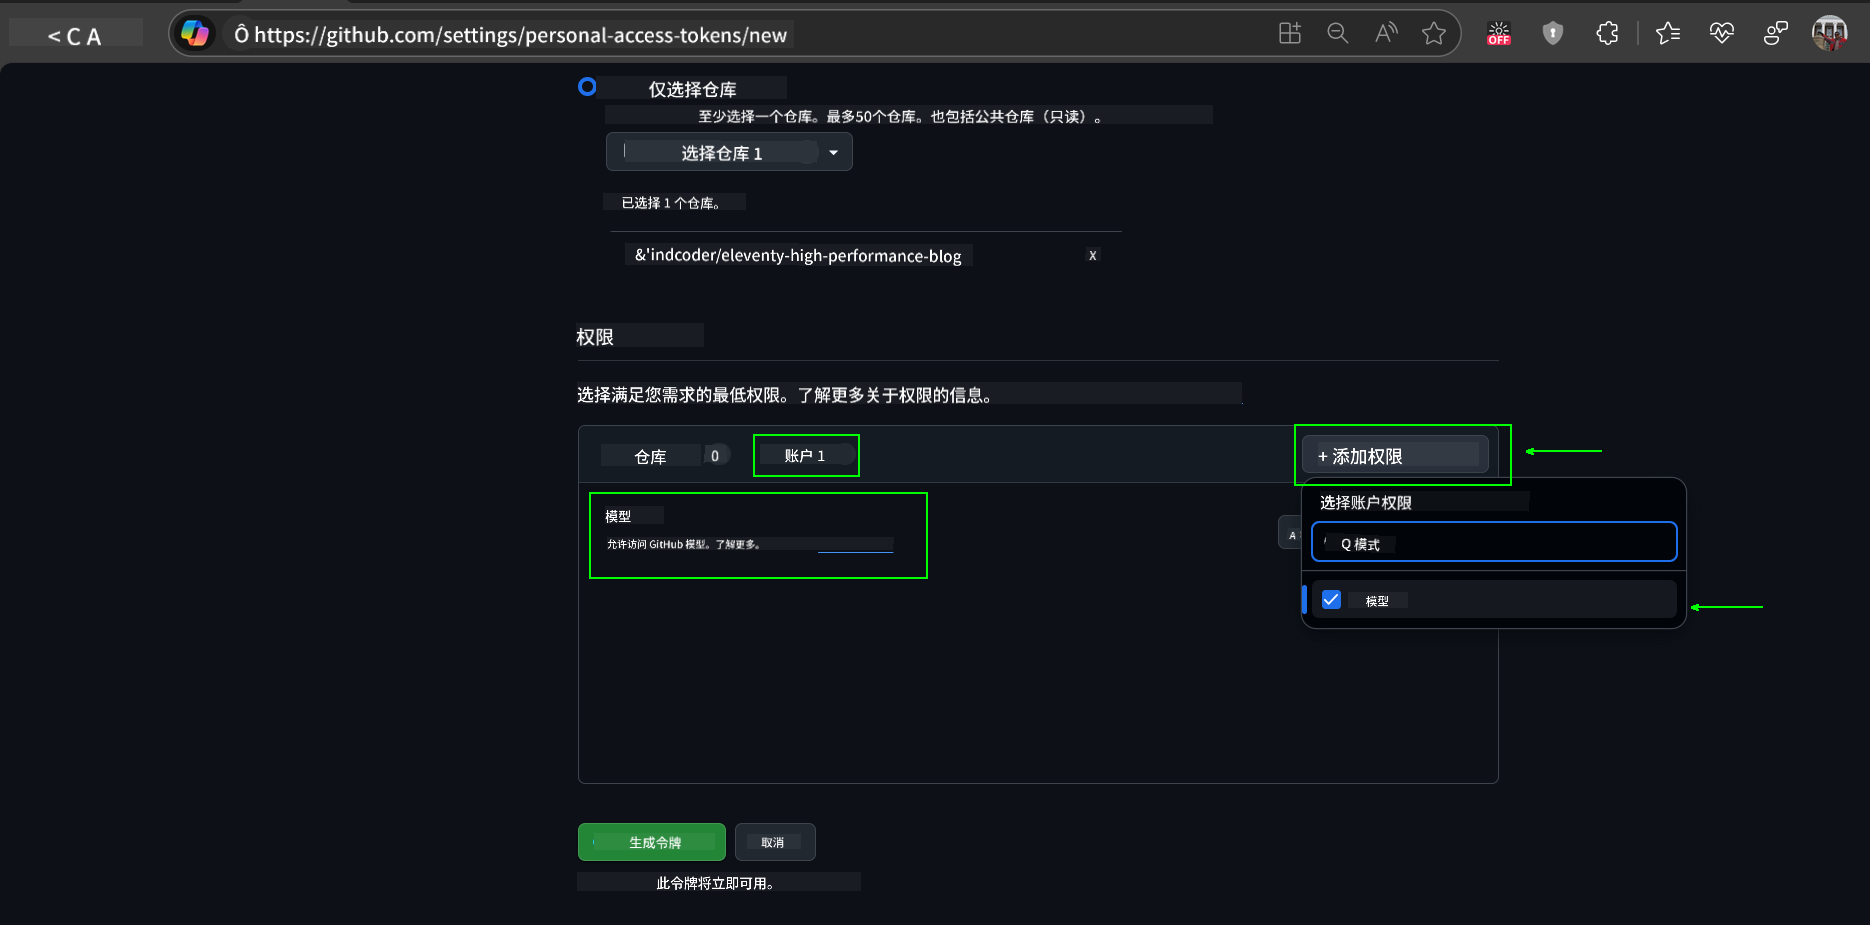 < C A
Ô https://github.com/settings/personal-access-tokens/new
OFF
仅选择仓库
至少选择一个仓库。最多50个仓库。也包括公共仓库（只读）。
选择仓库 1
已选择 1 个仓库。
&'indcoder/eleventy-high-performance-blog
X
权限
选择满足您需求的最低权限。了解更多关于权限的信息。
仓库 0
账户 1
+ 添加权限
选择账户权限
模型
允许访问 GitHub 模型。了解更多。
A
Q 模式
模型
生成令牌
取消
此令牌将立即可用。